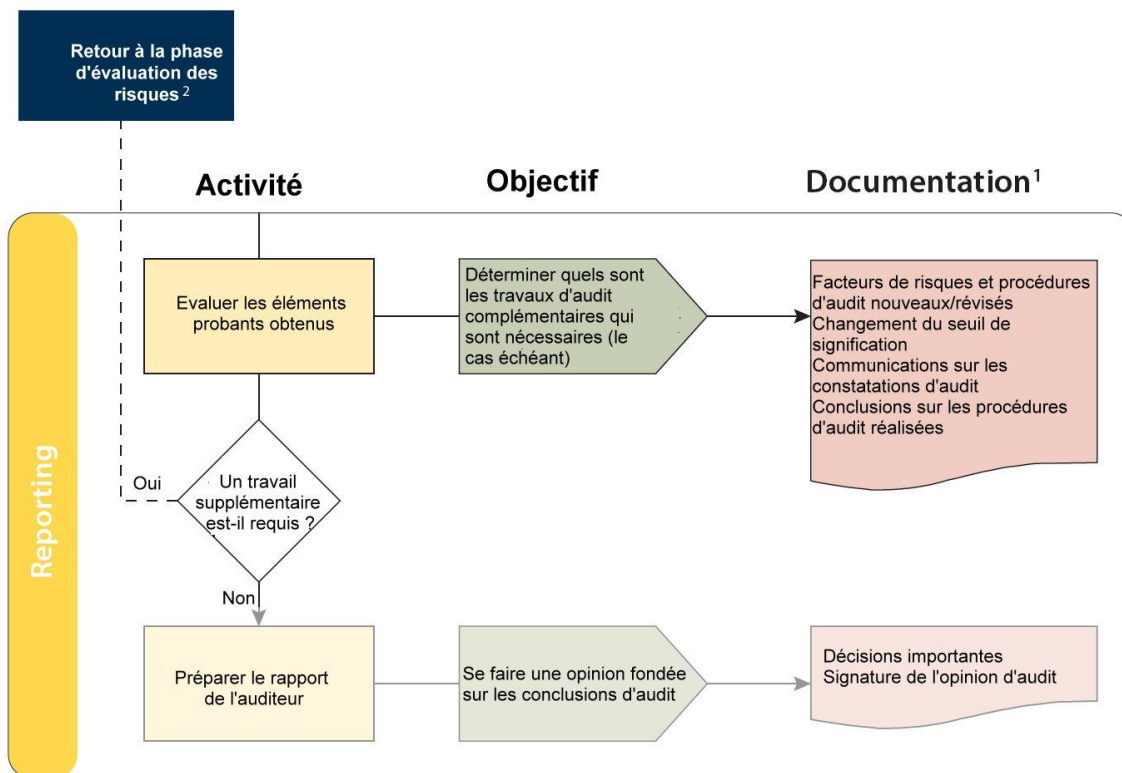 Retour à la phase
d'évaluation des
risques 2
Activité
Objectif
Documentation1
Reporting
Evaluer les éléments
probants obtenus
Déterminer quels sont
les travaux d'audit
complémentaires qui
sont nécessaires (le
cas échéant)
Facteurs de risques et procédures
d'audit nouveaux/révisés
Changement du seuil de
signification
Communications sur les
constatations d'audit
Conclusions sur les procédures
d'audit réalisées
Oui
Un travail
supplémentaire
est-il requis ?
Non
Préparer le rapport
de l'auditeur
Se faire une opinion fondée
sur les conclusions d'audit
Décisions importantes
Signature de l'opinion d'audit